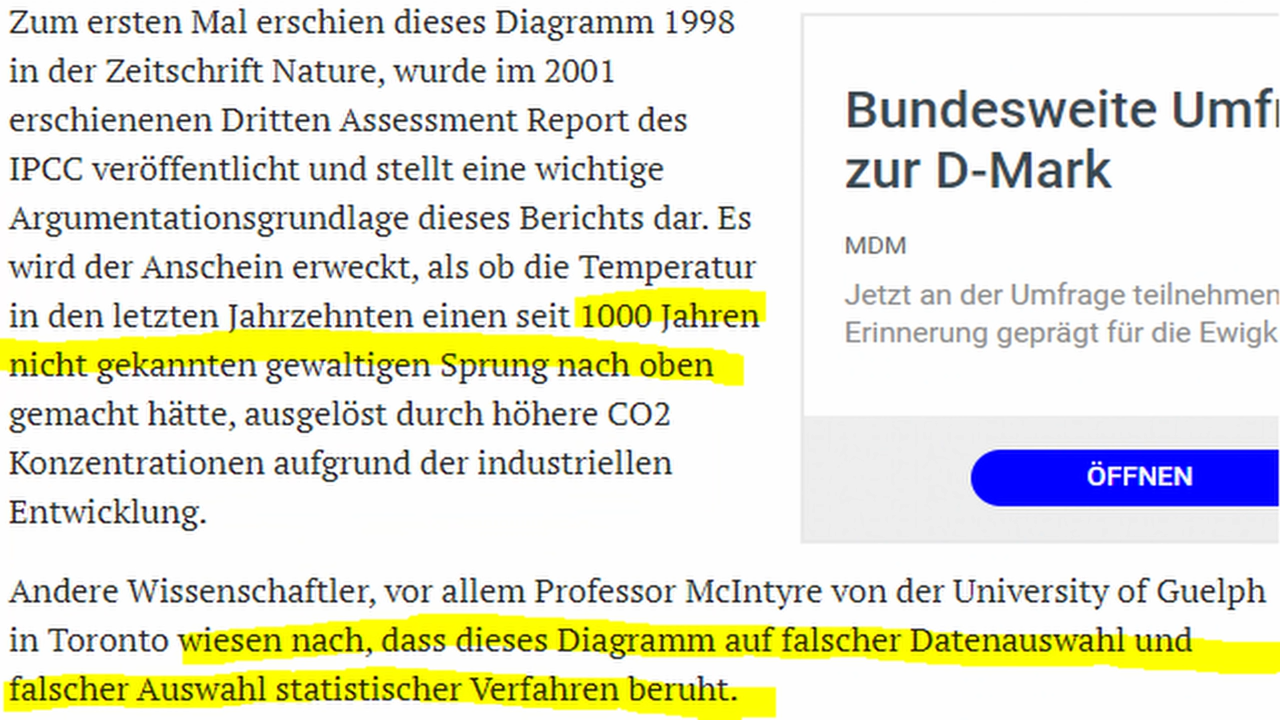 Zum ersten Mal erschien dieses Diagramm 1998
in der Zeitschrift Nature, wurde im 2001
erschienenen Dritten Assessment Report des
IPCC veröffentlicht und stellt eine wichtige
Argumentationsgrundlage dieses Berichts dar. Es
wird der Anschein erweckt, als ob die Temperatur
in den letzten Jahrzehnten einen seit 1000 Jahren
nicht gekannten gewaltigen Sprung nach oben
gemacht hätte, ausgelöst durch höhere CO2
Konzentrationen aufgrund der industriellen
Entwicklung.
Andere Wissenschaftler, vor allem Professor McIntyre von der University of Guelph
in Toronto wiesen nach, dass dieses Diagramm auf falscher Datenauswahl und
falscher Auswahl statistischer Verfahren beruht.
Bundesweite
zur D-Mark
MDM
Jetzt an der Umfrage teilnehmen
Erinnerung geprägt für die
ÖFFNEN